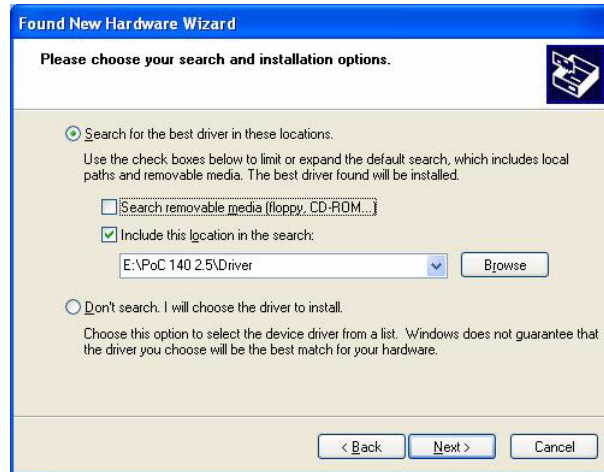 Found New Hardware Wizard
Please choose your search and installation options.
Search for the best driver in these locations.
Use the check boxes below to limit or expand the default search, which includes local
paths and removable media. The best driver found will be installed.
Search removable media (floppy, CD-ROM...)
Include this location in the search:
E:\PoC 140 2.5\Driver
Browse
Don't search. I will choose the driver to install.
Choose this option to select the device driver from a list. Windows does not guarantee that
the driver you choose will be the best match for your hardware.
< Back
Next >
Cancel